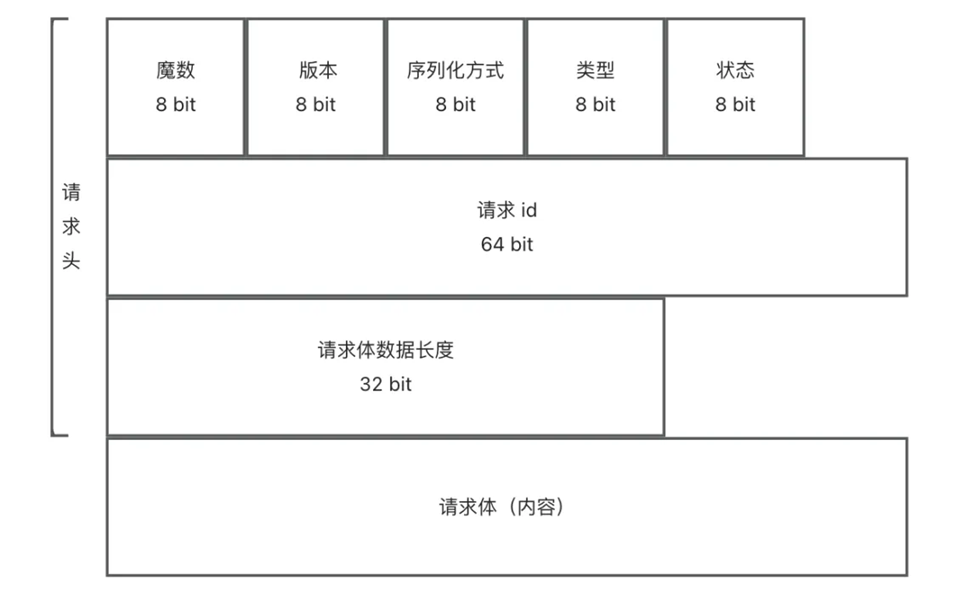 魔数
8 bit
版本
8 bit
序列化方式
8 bit
类型
8 bit
状态
8 bit
请
求
头
请求 id
64 bit
请求体数据长度
32 bit
请求体（内容）